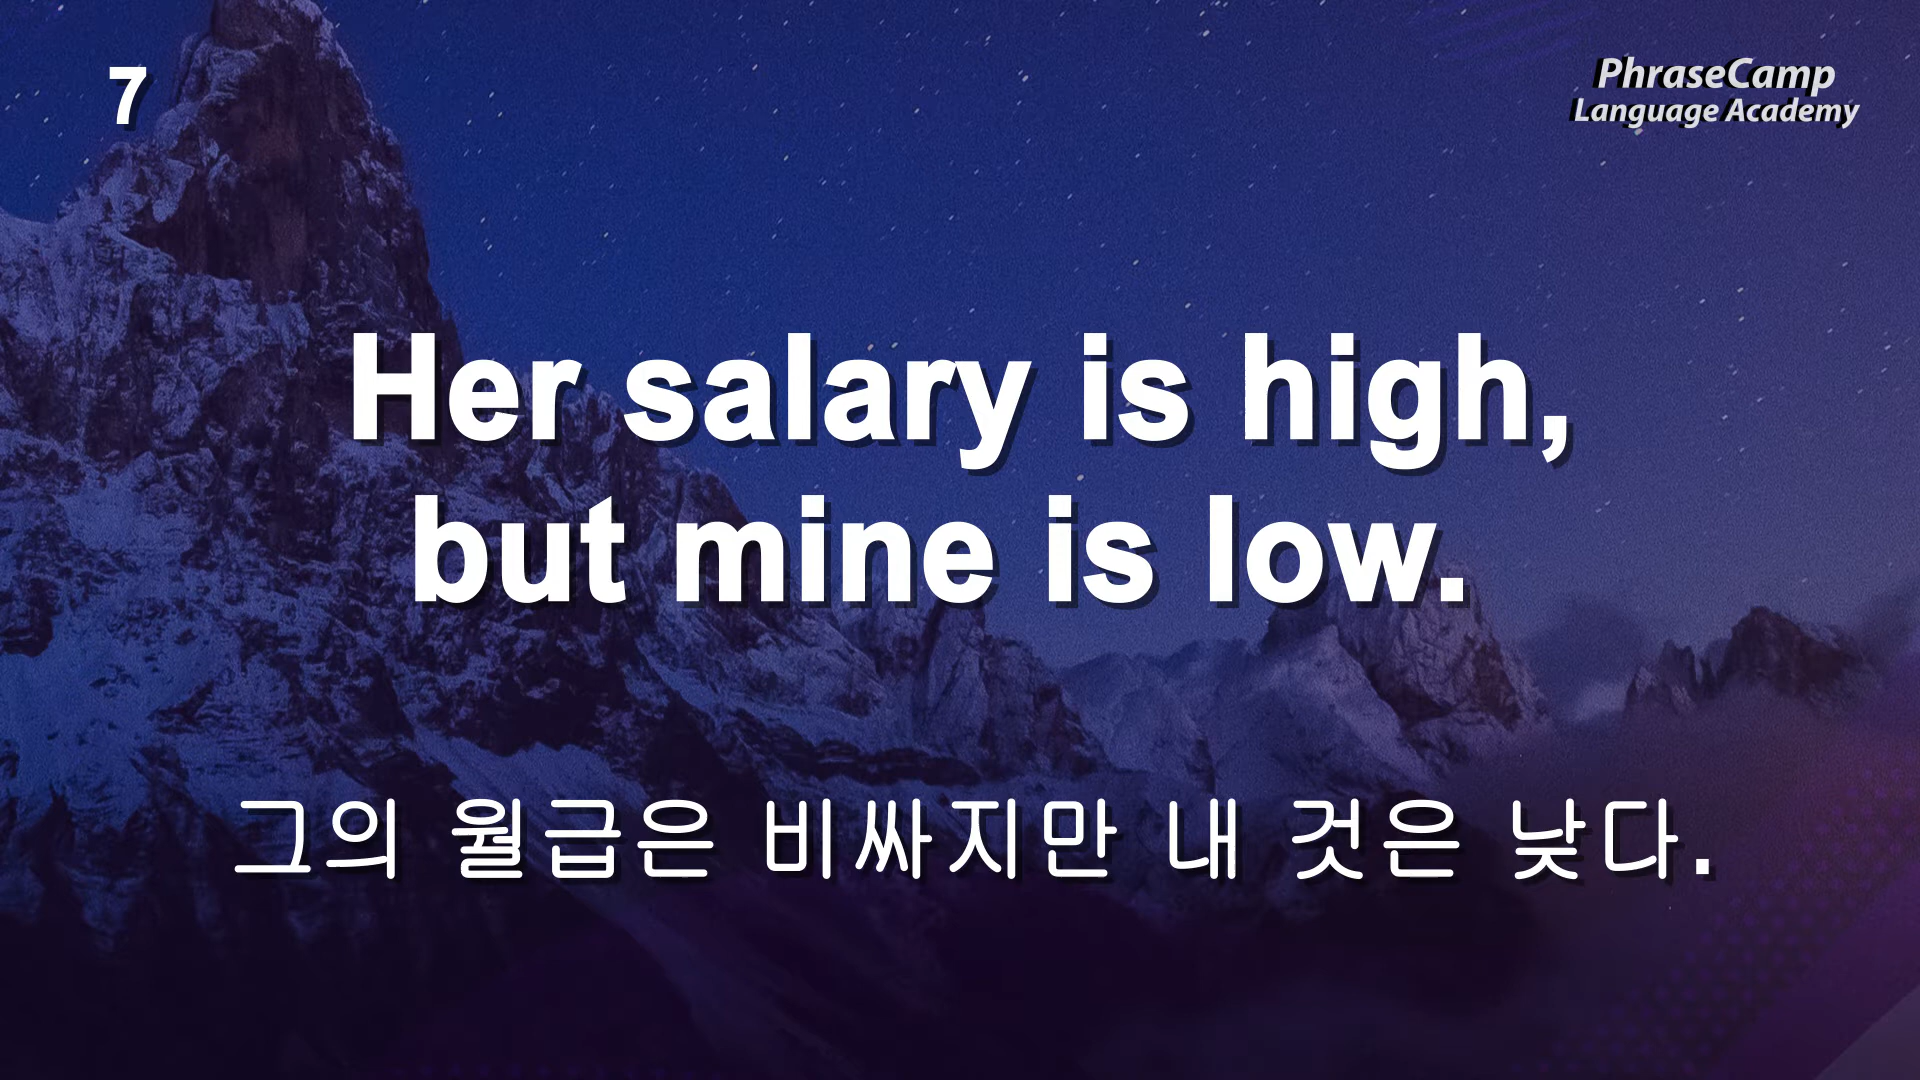 7
PhraseCamp
Language Academy
Her salary is high,
but mine is low.
그의 월급은 비싸지만 내 것은 낮다.